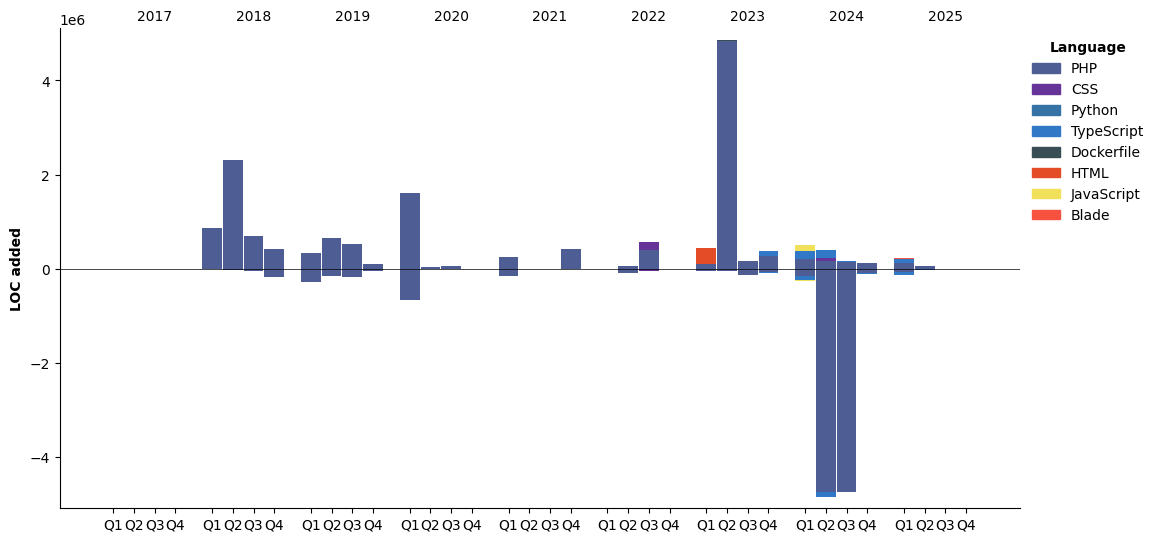 1e6
2017 2018 2019 2020 2021 2022 2023 2024 2025
Language
PHP
CSS
Python
TypeScript
Dockerfile
HTML
JavaScript
Blade
4
2
0
−2
−4
LOC added
Q1 Q2 Q3 Q4 Q1 Q2 Q3 Q4 Q1 Q2 Q3 Q4 Q1 Q2 Q3 Q4 Q1 Q2 Q3 Q4 Q1 Q2 Q3 Q4 Q1 Q2 Q3 Q4 Q1 Q2 Q3 Q4 Q1 Q2 Q3 Q4